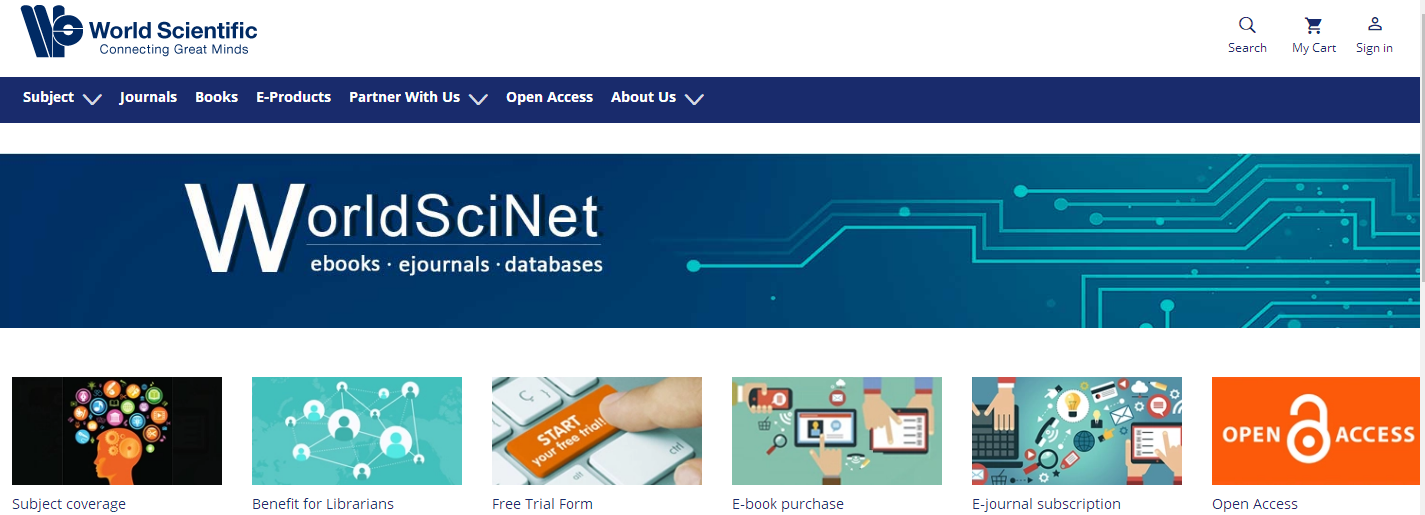 World Scientific
Connecting Great Minds
Search
My Cart
Sign in
Subject
Journals
Books
E-Products
Partner With Us
Open Access
About Us
WorldSciNet
ebooks · ejournals · databases
ÇI
START
your free trial!
alt
ctrl
OPEN ACCESS
Subject coverage
Benefit for Librarians
Free Trial Form
E-book purchase
E-journal subscription
Open Access